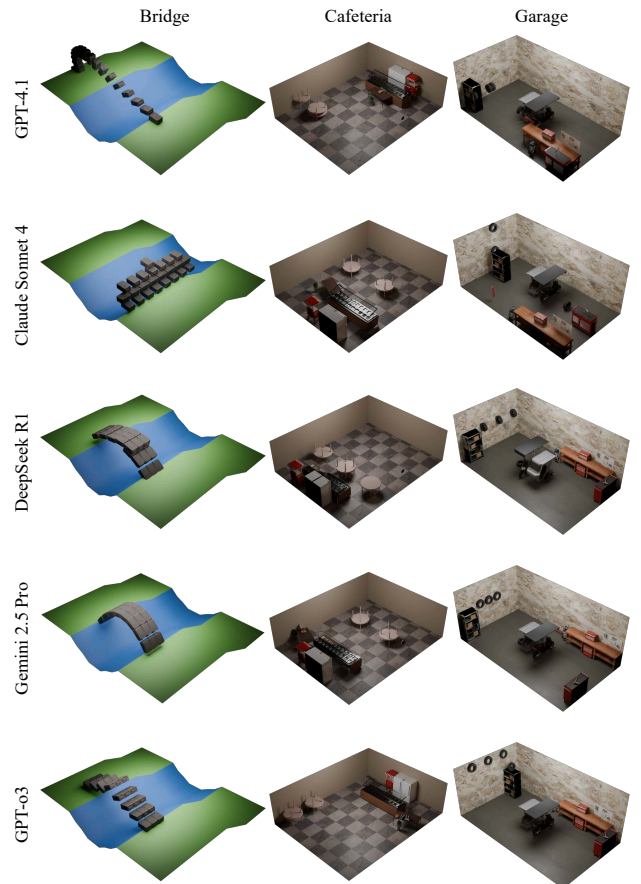 Bridge Cafeteria Garage
GPT-4.1
Claude Sonnet 4
DeepSeek R1
Gemini 2.5 Pro
GPT-o3